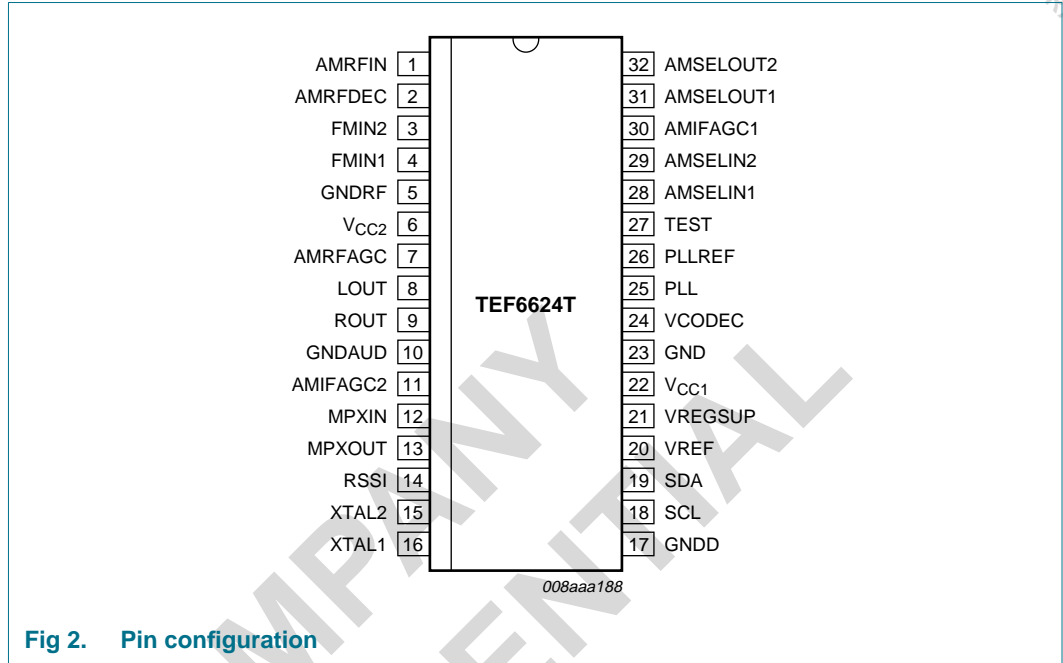 AMRFIN 1
AMRFDEC 2
FMIN2 3
FMIN1 4
GNDRF 5
VCC2 6
AMRFAGC 7
LOUT 8
ROUT 9
GNDAUD 10
AMIFAGC2 11
MPXIN 12
MPXOUT 13
RSSI 14
XTAL2 15
XTAL1 16
TEF6624T
32 AMSELOUT2
31 AMSELOUT1
30 AMIFAGC1
29 AMSELIN2
28 AMSELIN1
27 TEST
26 PLLREF
25 PLL
24 VCODEC
23 GND
22 VCC1
21 VREGSUP
20 VREF
19 SDA
18 SCL
17 GNDD
008aaa188
Fig 2. Pin configuration
MPANY
ENTIAL